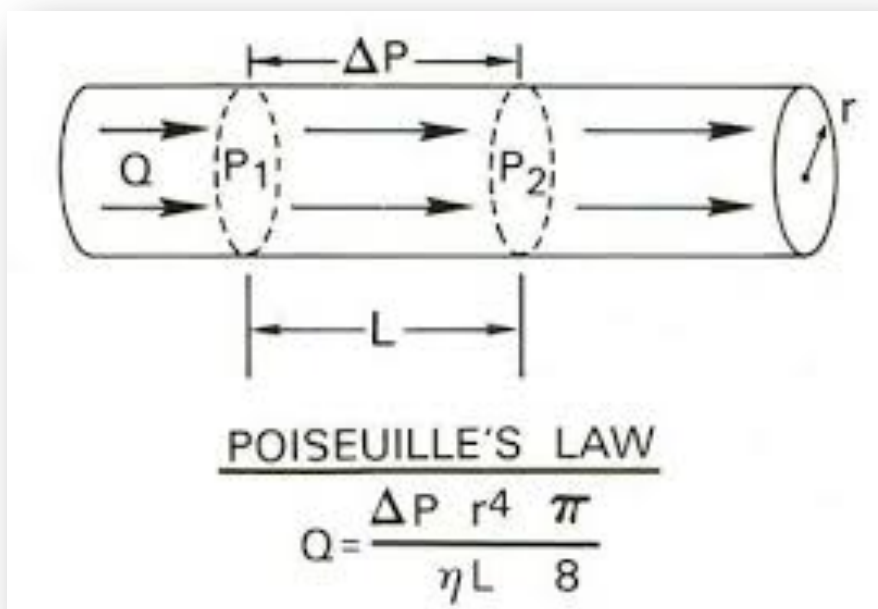 ΔP
r
Q P₁ P₂
L
POISEUILLE'S LAW
Q = ΔP r⁴ π / ηL 8